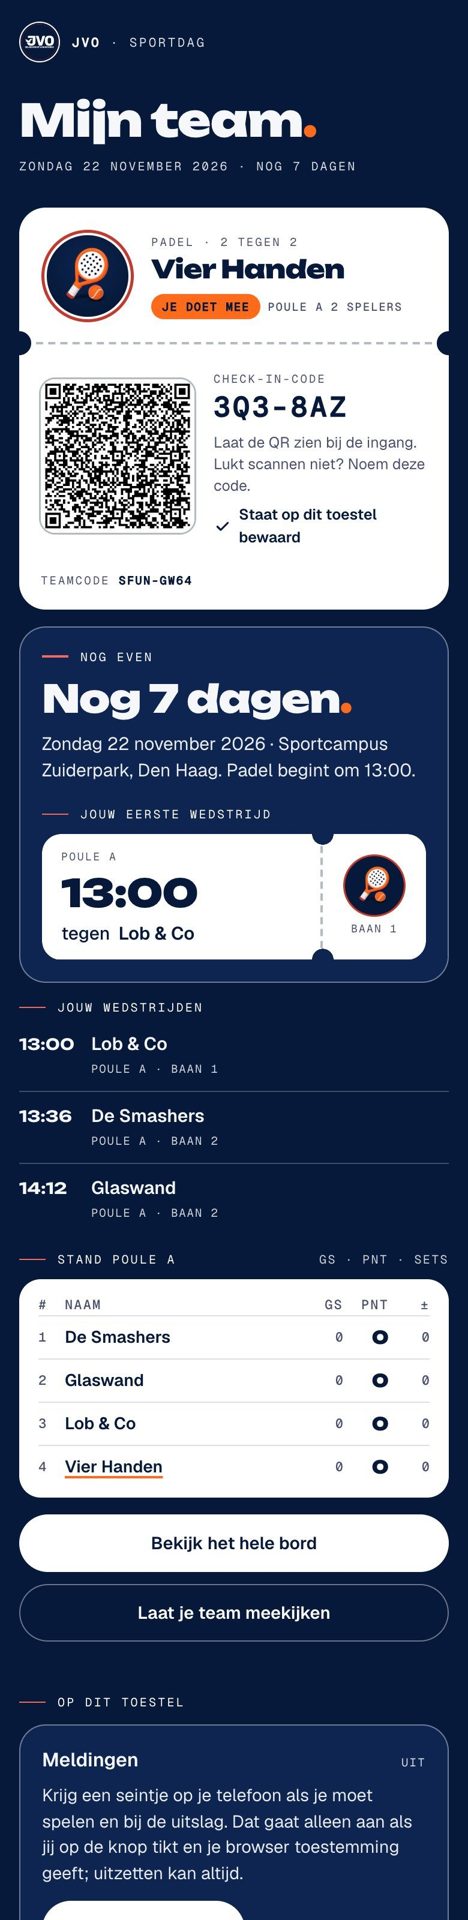 JVO
JVO · SPORTDAG
Mijn team.
ZONDAG 22 NOVEMBER 2026 · NOG 7 DAGEN
PADEL · 2 TEGEN 2
Vier Handen
JE DOET MEE POULE A 2 SPELERS
CHECK-IN-CODE
3Q3-8AZ
Laat de QR zien bij de ingang.
Lukt scannen niet? Noem deze
code.
Staat op dit toestel
bewaard
TEAMCODE SFUN-GW64
NOG EVEN
Nog 7 dagen.
Zondag 22 november 2026 · Sportcampus
Zuiderpark, Den Haag. Padel begint om 13:00.
JOUW EERSTE WEDSTRIJD
POULE A
13:00
tegen Lob & Co
BAAN 1
JOUW WEDSTRIJDEN
13:00 Lob & Co
POULE A · BAAN 1
13:36 De Smashers
POULE A · BAAN 2
14:12 Glaswand
POULE A · BAAN 2
STAND POULE A GS · PNT · SETS
# NAAM GS PNT ±
1 De Smashers 0 0 0
2 Glaswand 0 0 0
3 Lob & Co 0 0 0
4 Vier Handen 0 0 0
Bekijk het hele bord
Laat je team meekijken
OP DIT TOESTEL
Meldingen UIT
Krijg een seintje op je telefoon als je moet
spelen en bij de uitslag. Dat gaat alleen aan als
jij op de knop tikt en je browser toestemming
geeft; uitzetten kan altijd.